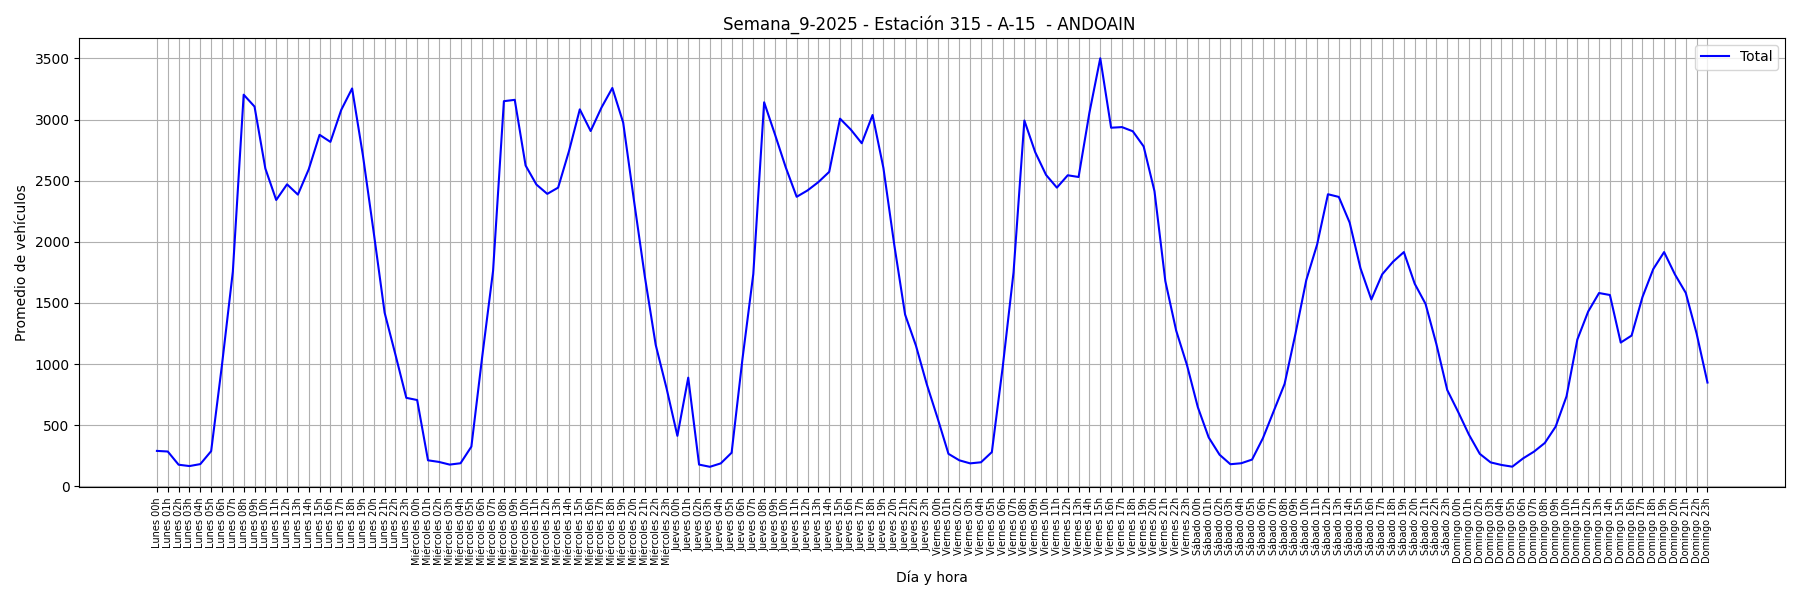 Semana_9-2025 - Estación 315 - A-15  - ANDOAIN
Total
Promedio de vehículos
3500
3000
2500
2000
1500
1000
500
0
Lunes 00h
Lunes 01h
Lunes 02h
Lunes 03h
Lunes 04h
Lunes 05h
Lunes 06h
Lunes 07h
Lunes 08h
Lunes 09h
Lunes 10h
Lunes 11h
Lunes 12h
Lunes 13h
Lunes 14h
Lunes 15h
Lunes 16h
Lunes 17h
Lunes 18h
Lunes 19h
Lunes 20h
Lunes 21h
Lunes 22h
Lunes 23h
Miércoles 00h
Miércoles 01h
Miércoles 02h
Miércoles 03h
Miércoles 04h
Miércoles 05h
Miércoles 06h
Miércoles 07h
Miércoles 08h
Miércoles 09h
Miércoles 10h
Miércoles 11h
Miércoles 12h
Miércoles 13h
Miércoles 14h
Miércoles 15h
Miércoles 16h
Miércoles 17h
Miércoles 18h
Miércoles 19h
Miércoles 20h
Miércoles 21h
Miércoles 22h
Miércoles 23h
Jueves 00h
Jueves 01h
Jueves 02h
Jueves 03h
Jueves 04h
Jueves 05h
Jueves 06h
Jueves 07h
Jueves 08h
Jueves 09h
Jueves 10h
Jueves 11h
Jueves 12h
Jueves 13h
Jueves 14h
Jueves 15h
Jueves 16h
Jueves 17h
Jueves 18h
Jueves 19h
Jueves 20h
Jueves 21h
Jueves 22h
Jueves 23h
Viernes 00h
Viernes 01h
Viernes 02h
Viernes 03h
Viernes 04h
Viernes 05h
Viernes 06h
Viernes 07h
Viernes 08h
Viernes 09h
Viernes 10h
Viernes 11h
Viernes 12h
Viernes 13h
Viernes 14h
Viernes 15h
Viernes 16h
Viernes 17h
Viernes 18h
Viernes 19h
Viernes 20h
Viernes 21h
Viernes 22h
Viernes 23h
Sábado 00h
Sábado 01h
Sábado 02h
Sábado 03h
Sábado 04h
Sábado 05h
Sábado 06h
Sábado 07h
Sábado 08h
Sábado 09h
Sábado 10h
Sábado 11h
Sábado 12h
Sábado 13h
Sábado 14h
Sábado 15h
Sábado 16h
Sábado 17h
Sábado 18h
Sábado 19h
Sábado 20h
Sábado 21h
Sábado 22h
Sábado 23h
Domingo 00h
Domingo 01h
Domingo 02h
Domingo 03h
Domingo 04h
Domingo 05h
Domingo 06h
Domingo 07h
Domingo 08h
Domingo 09h
Domingo 10h
Domingo 11h
Domingo 12h
Domingo 13h
Domingo 14h
Domingo 15h
Domingo 16h
Domingo 17h
Domingo 18h
Domingo 19h
Domingo 20h
Domingo 21h
Domingo 22h
Domingo 23h
Día y hora